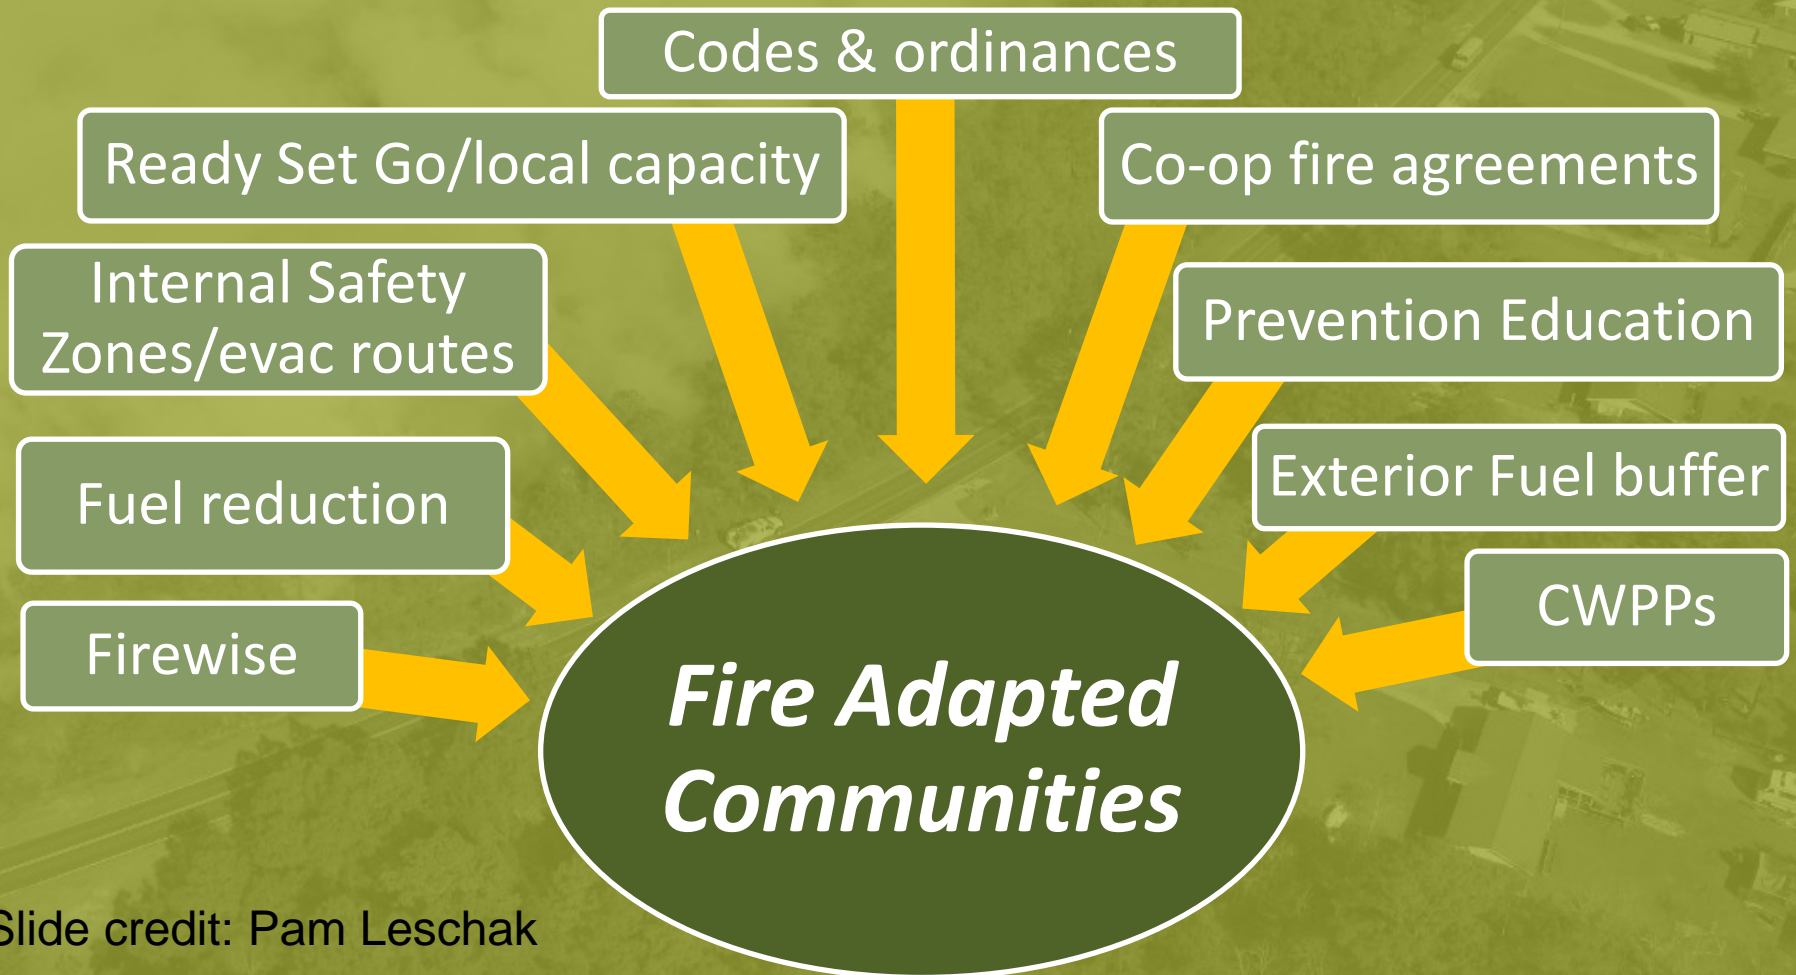 Codes & ordinances
Ready Set Go/local capacity
Co-op fire agreements
Internal Safety
Zones/evac routes
Prevention Education
Fuel reduction
Exterior Fuel buffer
Firewise
CWPPs
Fire Adapted
Communities
Slide credit: Pam Leschak